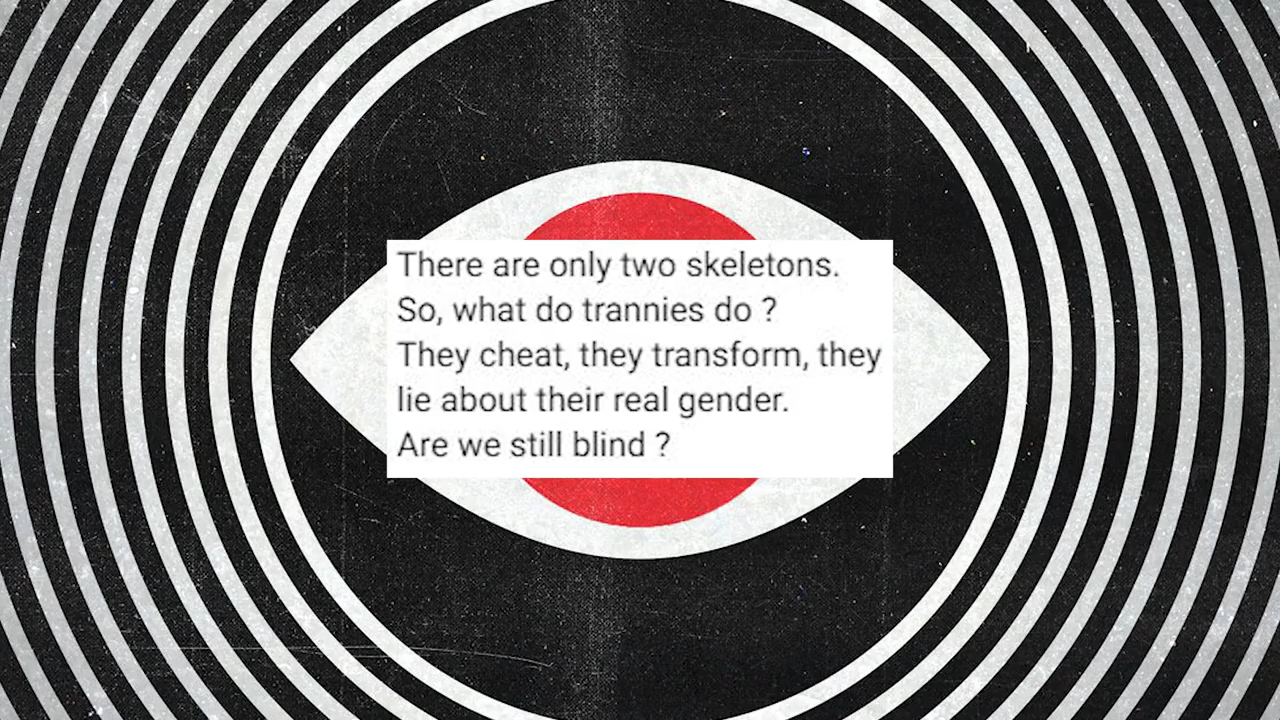 There are only two skeletons.
So, what do trannies do ?
They cheat, they transform, they
lie about their real gender.
Are we still blind ?